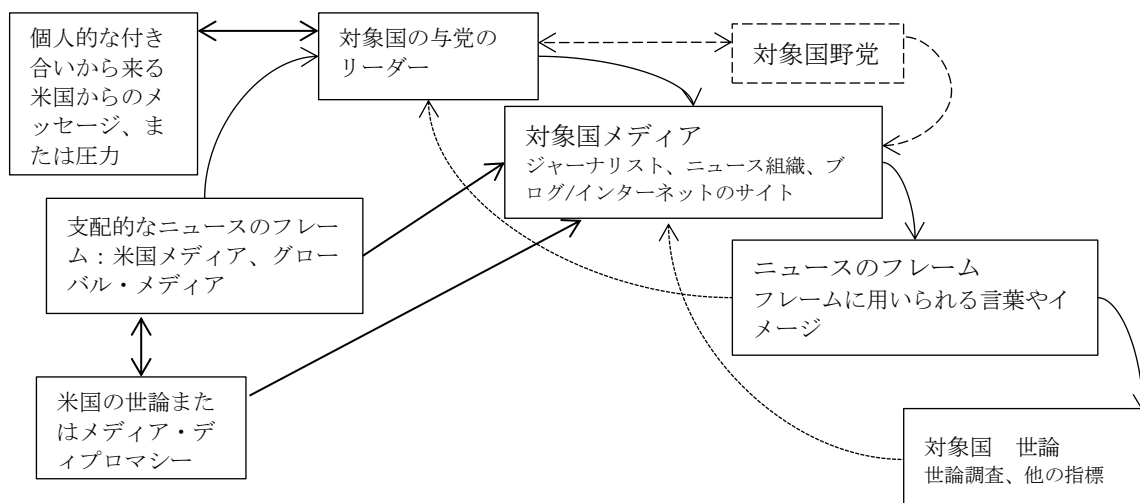 個人的な付き
合いから来る
米国からのメ
ッセージ、ま
たは圧力
対象国の与党の
リーダー
対象国野党
対象国メディア
ジャーナリスト、ニュース組織、ブ
ログ/インターネットのサイト
支配的なニュースのフレー
ム：米国メディア、グロー
バル・メディア
ニュースのフレーム
フレームに用いられる言葉やイ
メージ
米国の世論また
はメディア・デ
ィプロマシー
対象国　世論
世論調査、他の指標